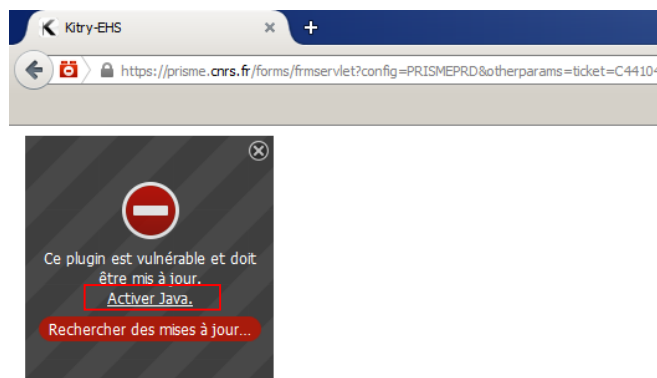 Kitry-EHS
https://prisme.cnrs.fr/forms/frmservlet?config=PRISMEPRD&otherparams=ticket=C44104
Ce plugin est vulnérable et doit
être mis à jour.
Activer Java.
Rechercher des mises à jour...